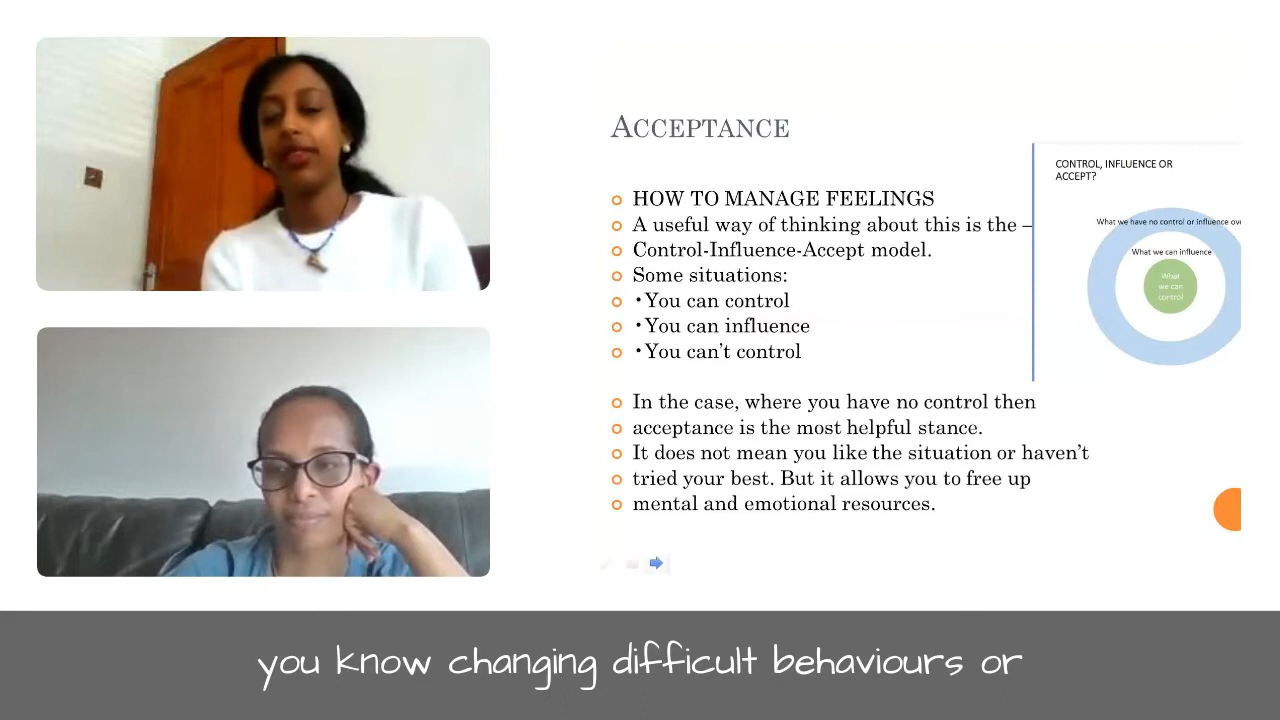 ACCEPTANCE
HOW TO MANAGE FEELINGS
A useful way of thinking about this is the –
Control-Influence-Accept model.
Some situations:
•You can control
•You can influence
•You can’t control
In the case, where you have no control then
acceptance is the most helpful stance.
It does not mean you like the situation or haven’t
tried your best. But it allows you to free up
mental and emotional resources.
CONTROL, INFLUENCE OR
ACCEPT?
What we have no control or influence
What we can influence
What
we can
control
you know changing difficult behaviours or